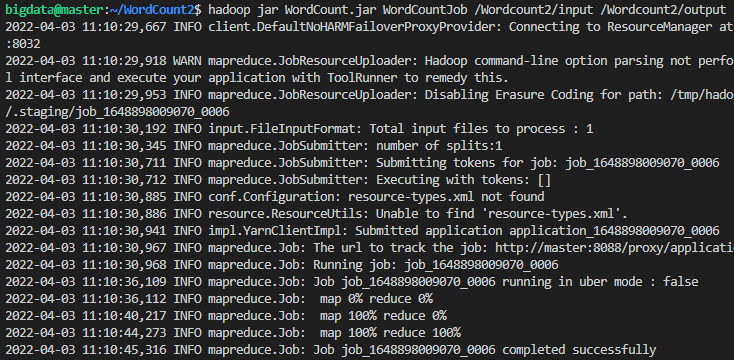 bigdata@master:~/WordCount2$ hadoop jar WordCount.jar WordCountJob /WordCount2/input /WordCount2/output
2022-04-03 11:10:29,667 INFO client.DefaultNoHARMFailoverProxyProvider: Connecting to ResourceManager at
:8032
2022-04-03 11:10:29,918 WARN mapreduce.JobResourceUploader: Hadoop command-line option parsing not perfo
l interface and execute your application with ToolRunner to remedy this.
2022-04-03 11:10:29,953 INFO mapreduce.JobResourceUploader: Disabling Erasure Coding for path: /tmp/hado
/.staging/job_1648898009070_0006
2022-04-03 11:10:30,192 INFO input.FileInputFormat: Total input files to process : 1
2022-04-03 11:10:30,345 INFO mapreduce.JobSubmitter: number of splits:1
2022-04-03 11:10:30,711 INFO mapreduce.JobSubmitter: Submitting tokens for job: job_1648898009070_0006
2022-04-03 11:10:30,712 INFO mapreduce.JobSubmitter: Executing with tokens: []
2022-04-03 11:10:30,885 INFO conf.Configuration: resource-types.xml not found
2022-04-03 11:10:30,886 INFO resource.ResourceUtils: Unable to find 'resource-types.xml'.
2022-04-03 11:10:30,941 INFO impl.YarnClientImpl: Submitted application application_1648898009070_0006
2022-04-03 11:10:30,967 INFO mapreduce.Job: The url to track the job: http://master:8088/proxy/applicatio
2022-04-03 11:10:30,968 INFO mapreduce.Job: Running job: job_1648898009070_0006
2022-04-03 11:10:36,109 INFO mapreduce.Job: Job job_1648898009070_0006 running in uber mode : false
2022-04-03 11:10:36,112 INFO mapreduce.Job:  map 0% reduce 0%
2022-04-03 11:10:40,217 INFO mapreduce.Job:  map 100% reduce 0%
2022-04-03 11:10:44,273 INFO mapreduce.Job:  map 100% reduce 100%
2022-04-03 11:10:45,316 INFO mapreduce.Job: Job job_1648898009070_0006 completed successfully